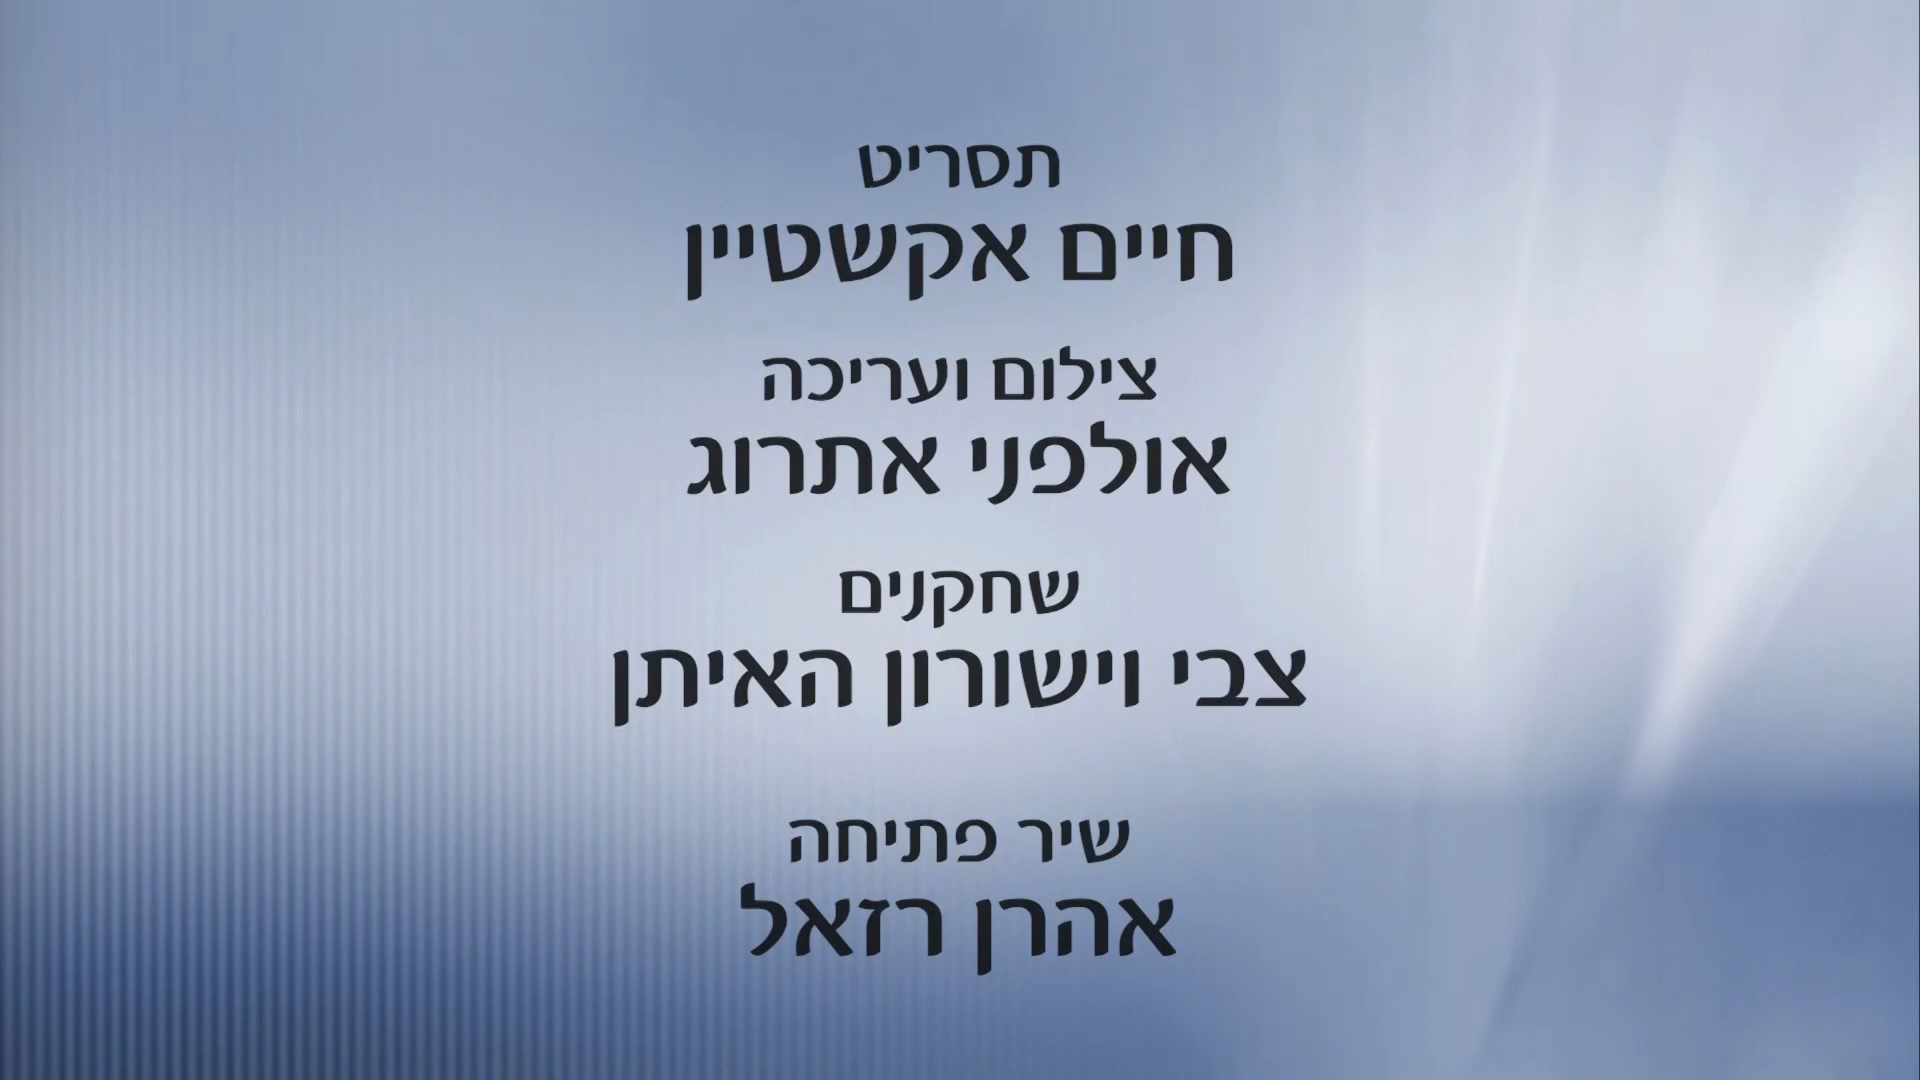 תסריט
חיים אקשטיין
צילום ועריכה
אולפני אתרוג
שחקנים
צבי וישורון האיתן
שיר פתיחה
אהרן רזאל